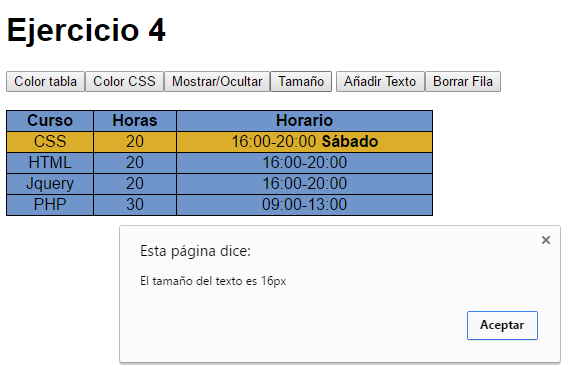 Ejercicio 4
Color tabla Color CSS Mostrar/Ocultar Tamaño Añadir Texto Borrar Fila
Curso Horas Horario
CSS 20 16:00-20:00 Sábado
HTML 20 16:00-20:00
Jquery 20 16:00-20:00
PHP 30 09:00-13:00
Esta página dice:
El tamaño del texto es 16px
Aceptar